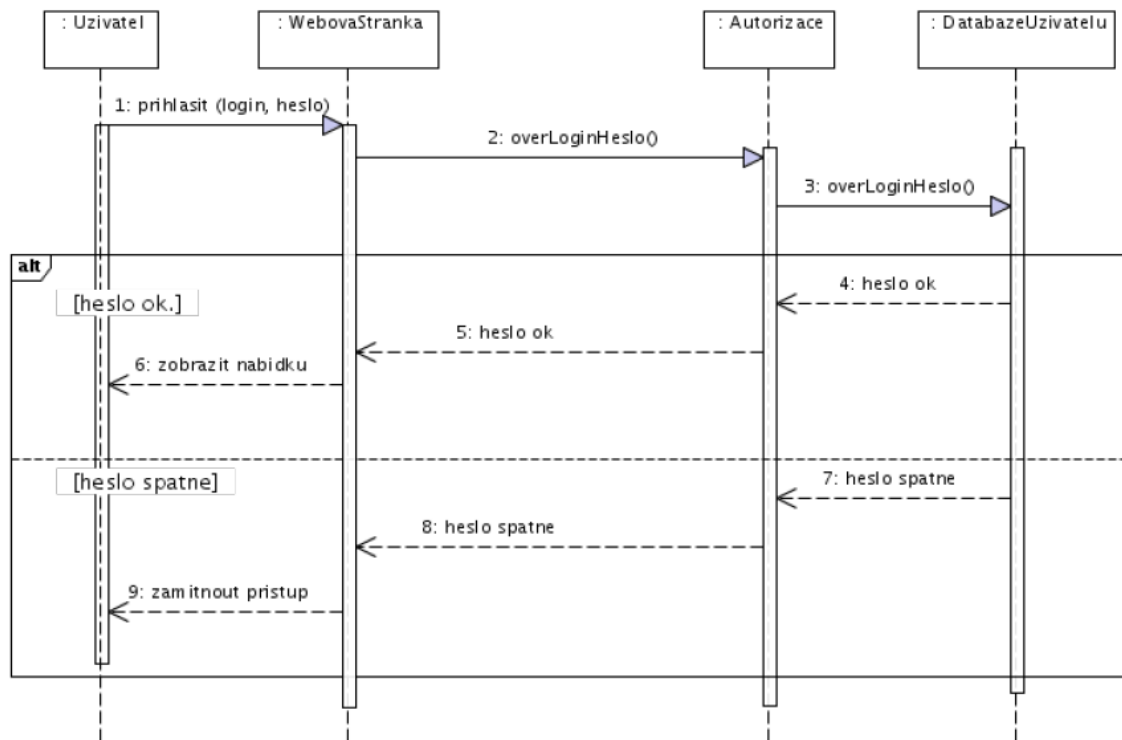 : Uzivatel
: WebovaStranka
: Autorizace
: DatabazeUzivatelu
1: prihlasit (login, heslo)
2: overLoginHeslo()
3: overLoginHeslo()
alt
[heslo ok.]
4: heslo ok
5: heslo ok
6: zobrazit nabidku
[heslo spatne]
7: heslo spatne
8: heslo spatne
9: zamitnout pristup